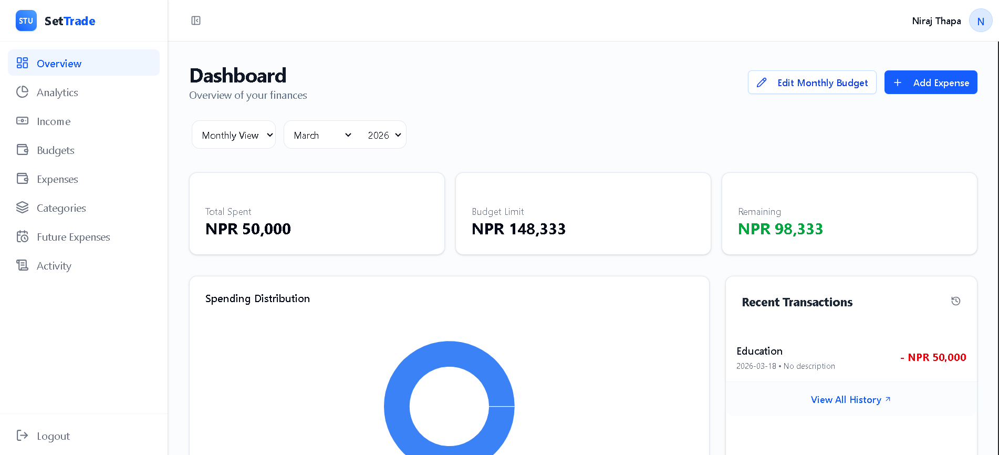 STU SetTrade
Niraj Thapa N
Overview
Analytics
Income
Budgets
Expenses
Categories
Future Expenses
Activity
Logout
Dashboard
Overview of your finances
Edit Monthly Budget
Add Expense
Monthly View
March
2026
Total Spent
NPR 50,000
Budget Limit
NPR 148,333
Remaining
NPR 98,333
Spending Distribution
Recent Transactions
Education
2026-03-18 • No description
- NPR 50,000
View All History